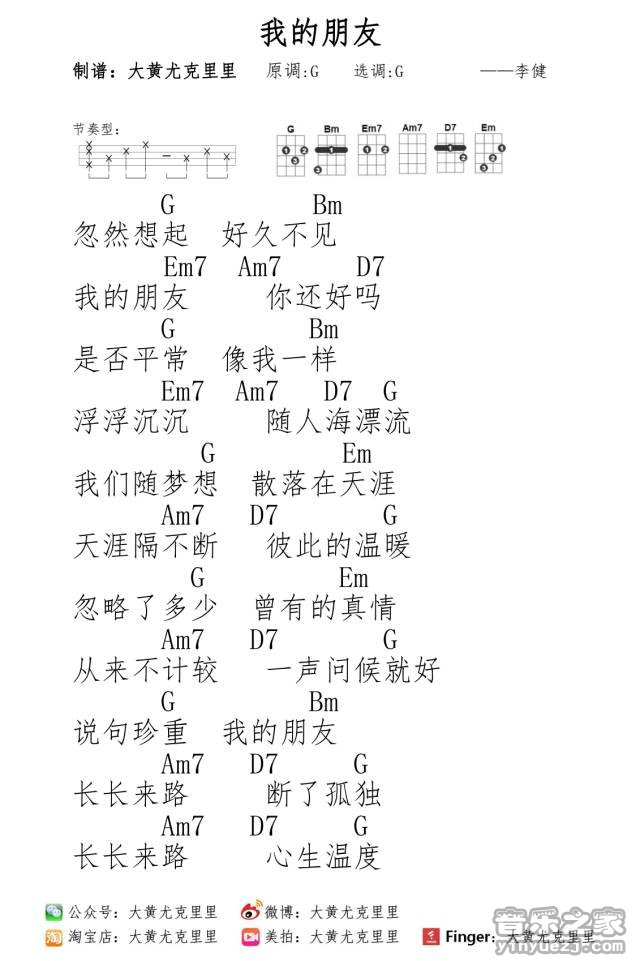 我的朋友
制谱：大黄尤克里里 原调:G 选调:G ——李健
节奏型：
G Bm Em7 Am7 D7 Em
G Bm
忽然想起 好久不见
Em7 Am7 D7
我的朋友 你还好吗
G Bm
是否平常 像我一样
Em7 Am7 D7 G
浮浮沉沉 随人海漂流
G Em
我们随梦想 散落在天涯
Am7 D7 G
天涯隔不断 彼此的温暖
G Em
忽略了多少 曾有的真情
Am7 D7 G
从来不计较 一声问候就好
G Bm
说句珍重 我的朋友
Am7 D7 G
长长来路 断了孤独
Am7 D7 G
长长来路 心生温度
公众号：大黄尤克里里 微博：大黄尤克里里
淘宝店：大黄尤克里里 美拍：大黄尤克里里 Finger：大黄尤克里里
音乐之家
yinyuezj.com